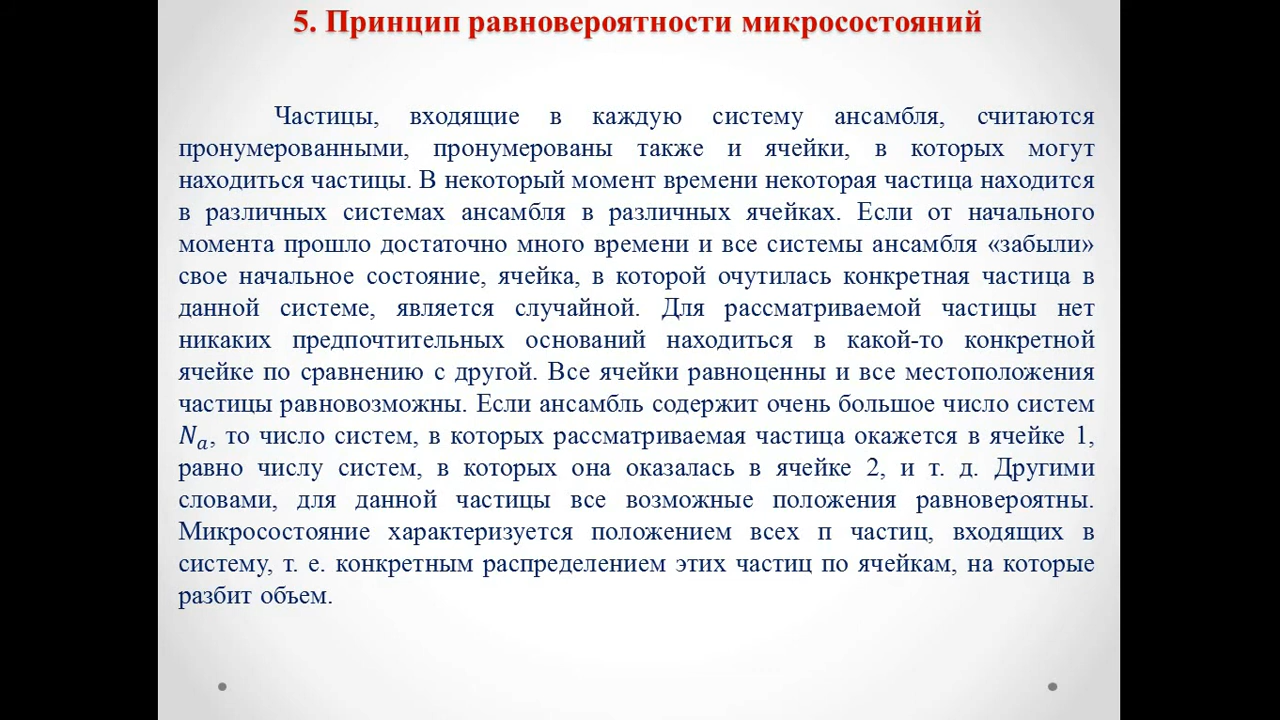 5. Принцип равновероятности микросостояний
Частицы, входящие в каждую систему ансамбля, считаются
пронумерованными, пронумерованы также и ячейки, в которых могут
находиться частицы. В некоторый момент времени некоторая частица находится
в различных системах ансамбля в различных ячейках. Если от начального
момента прошло достаточно много времени и все системы ансамбля «забыли»
свое начальное состояние, ячейка, в которой очутилась конкретная частица в
данной системе, является случайной. Для рассматриваемой частицы нет
никаких предпочтительных оснований находиться в какой-то конкретной
ячейке по сравнению с другой. Все ячейки равноценны и все местоположения
частицы равновозможны. Если ансамбль содержит очень большое число систем
𝑁ₐ, то число систем, в которых рассматриваемая частица окажется в ячейке 1,
равно числу систем, в которых она оказалась в ячейке 2, и т. д. Другими
словами, для данной частицы все возможные положения равновероятны.
Микросостояние характеризуется положением всех п частиц, входящих в
систему, т. е. конкретным распределением этих частиц по ячейкам, на которые
разбит объем.